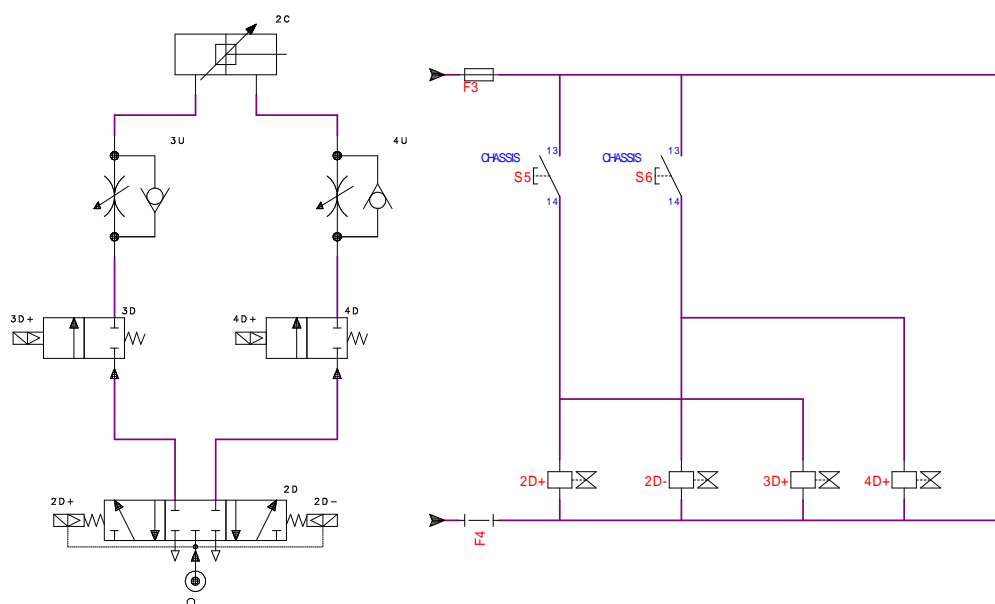 2C
3U
4U
3D+
3D
4D+
4D
2D+
2D
2D-
F3
13
13
CHASSIS
CHASSIS
S5
S6
14
14
2D+
2D-
3D+
4D+
F4